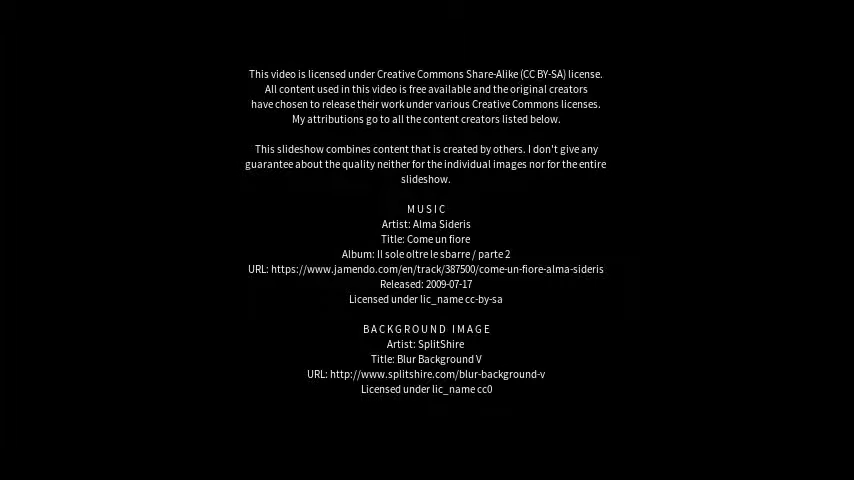 This video is licensed under Creative Commons Share-Alike (CC BY-SA) license.
All content used in this video is free available and the original creators
have chosen to release their work under various Creative Commons licenses.
My attributions go to all the content creators listed below.
This slideshow combines content that is created by others. I don't give any
guarantee about the quality neither for the individual images nor for the entire
slideshow.
MUSIC
Artist: Alma Sideris
Title: Come un fiore
Album: Il sole oltre le sbarre / parte 2
URL: https://www.jamendo.com/en/track/387500/come-un-fiore-alma-sideris
Released: 2009-07-17
Licensed under lic_name cc-by-sa
BACKGROUND IMAGE
Artist: SplitShire
Title: Blur Background V
URL: http://www.splitshire.com/blur-background-v
Licensed under lic_name cc0